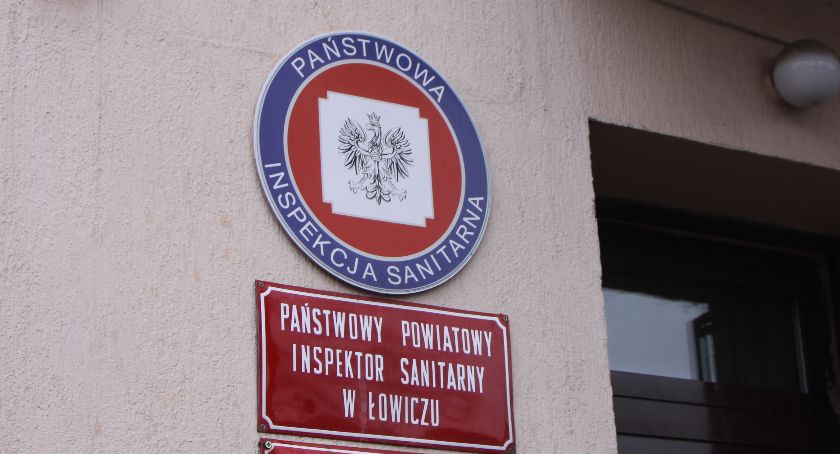 PAŃSTWOWA
INSPEKCJA SANITARNA
PAŃSTWOWY POWIATOWY
INSPEKTOR SANITARNY
W ŁOWICZU